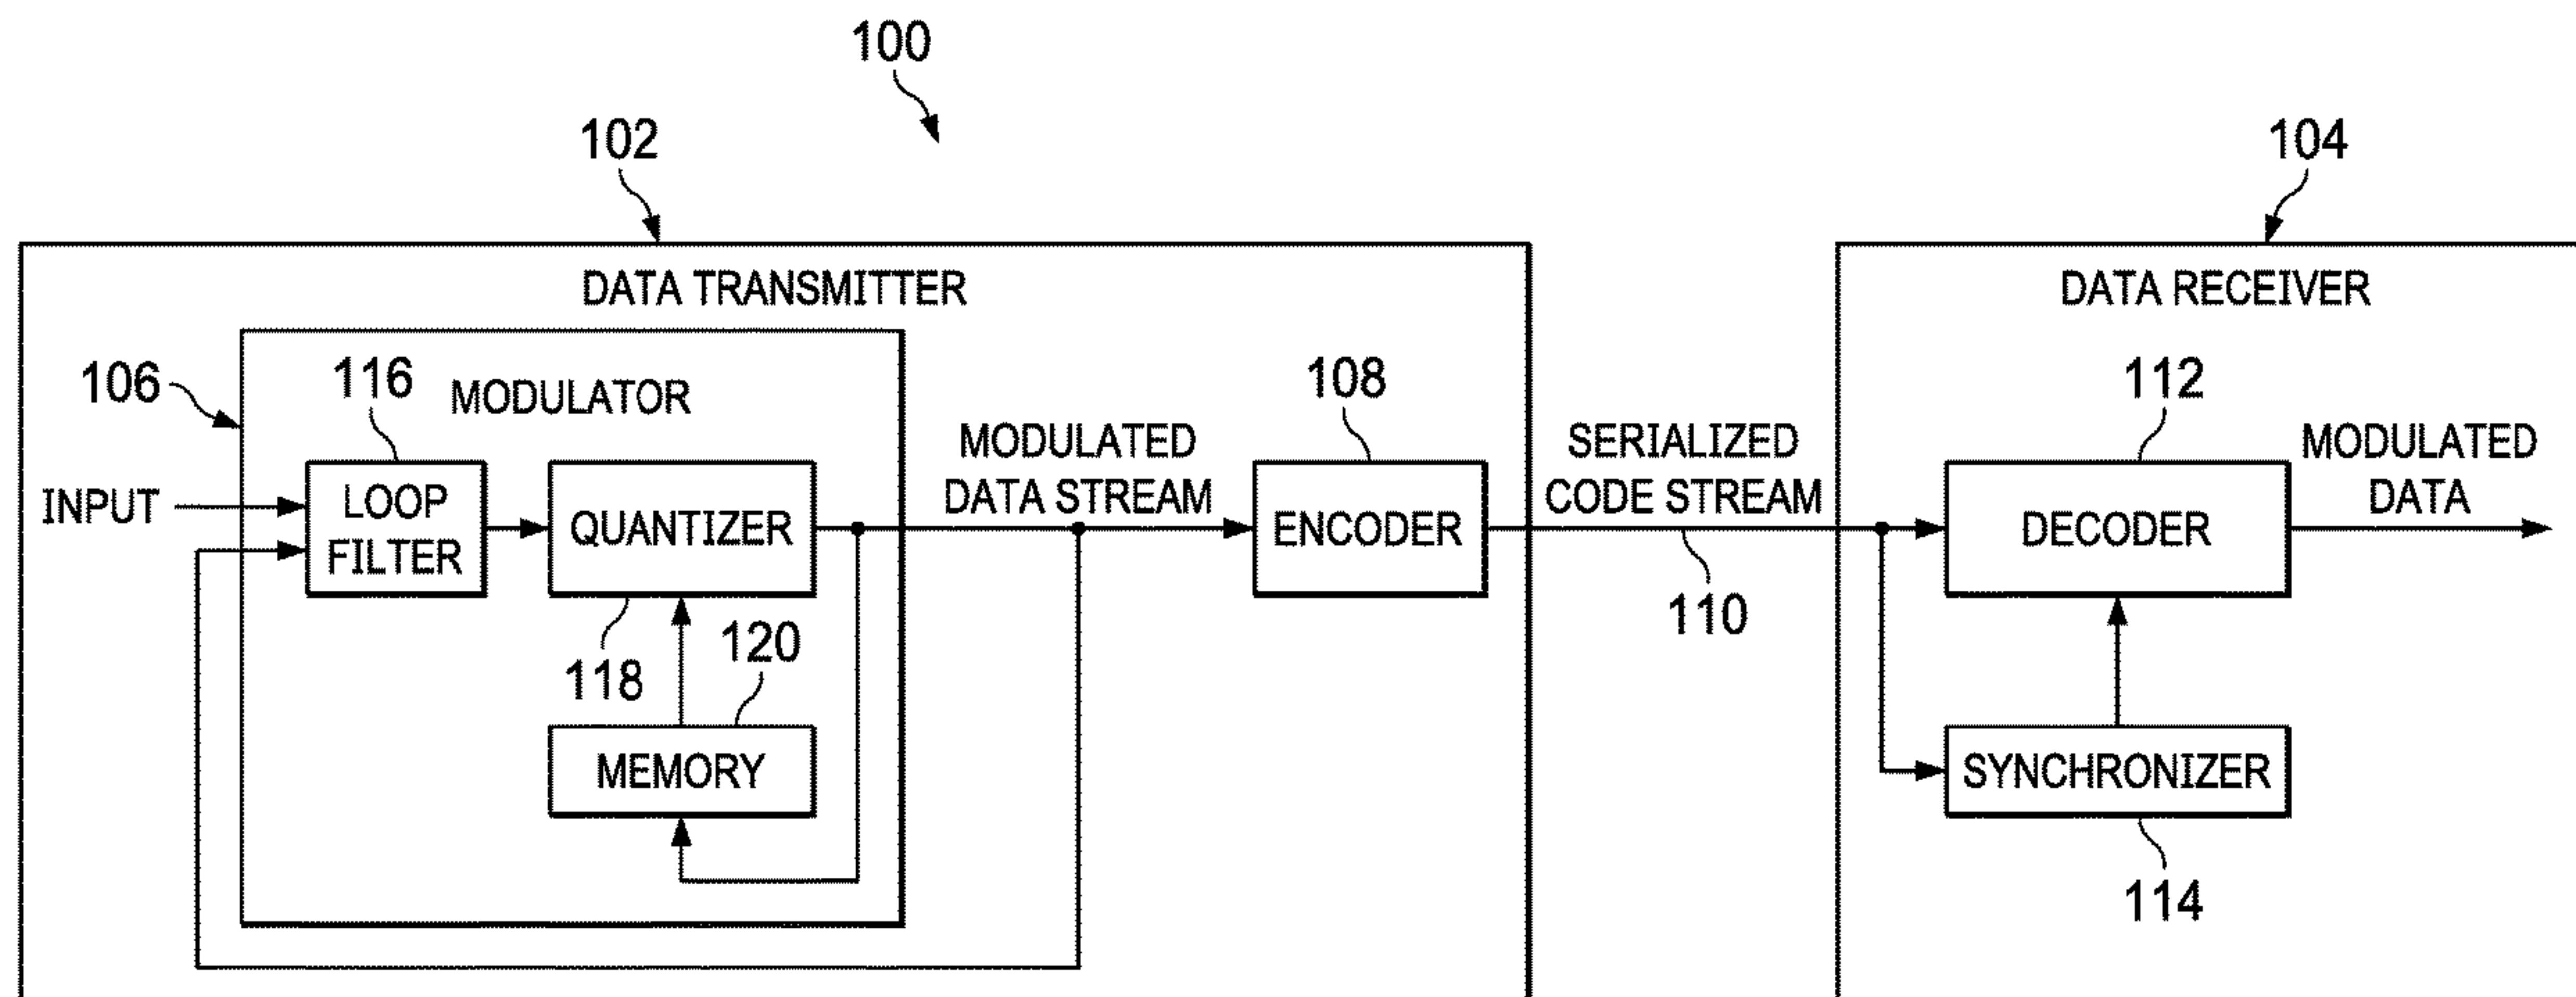 100
102
104
DATA TRANSMITTER
DATA RECEIVER
106
116
MODULATOR
108
112
INPUT
LOOP
FILTER
QUANTIZER
MODULATED
DATA STREAM
ENCODER
SERIALIZED
CODE STREAM
DECODER
MODULATED
DATA
118
120
110
MEMORY
SYNCHRONIZER
114